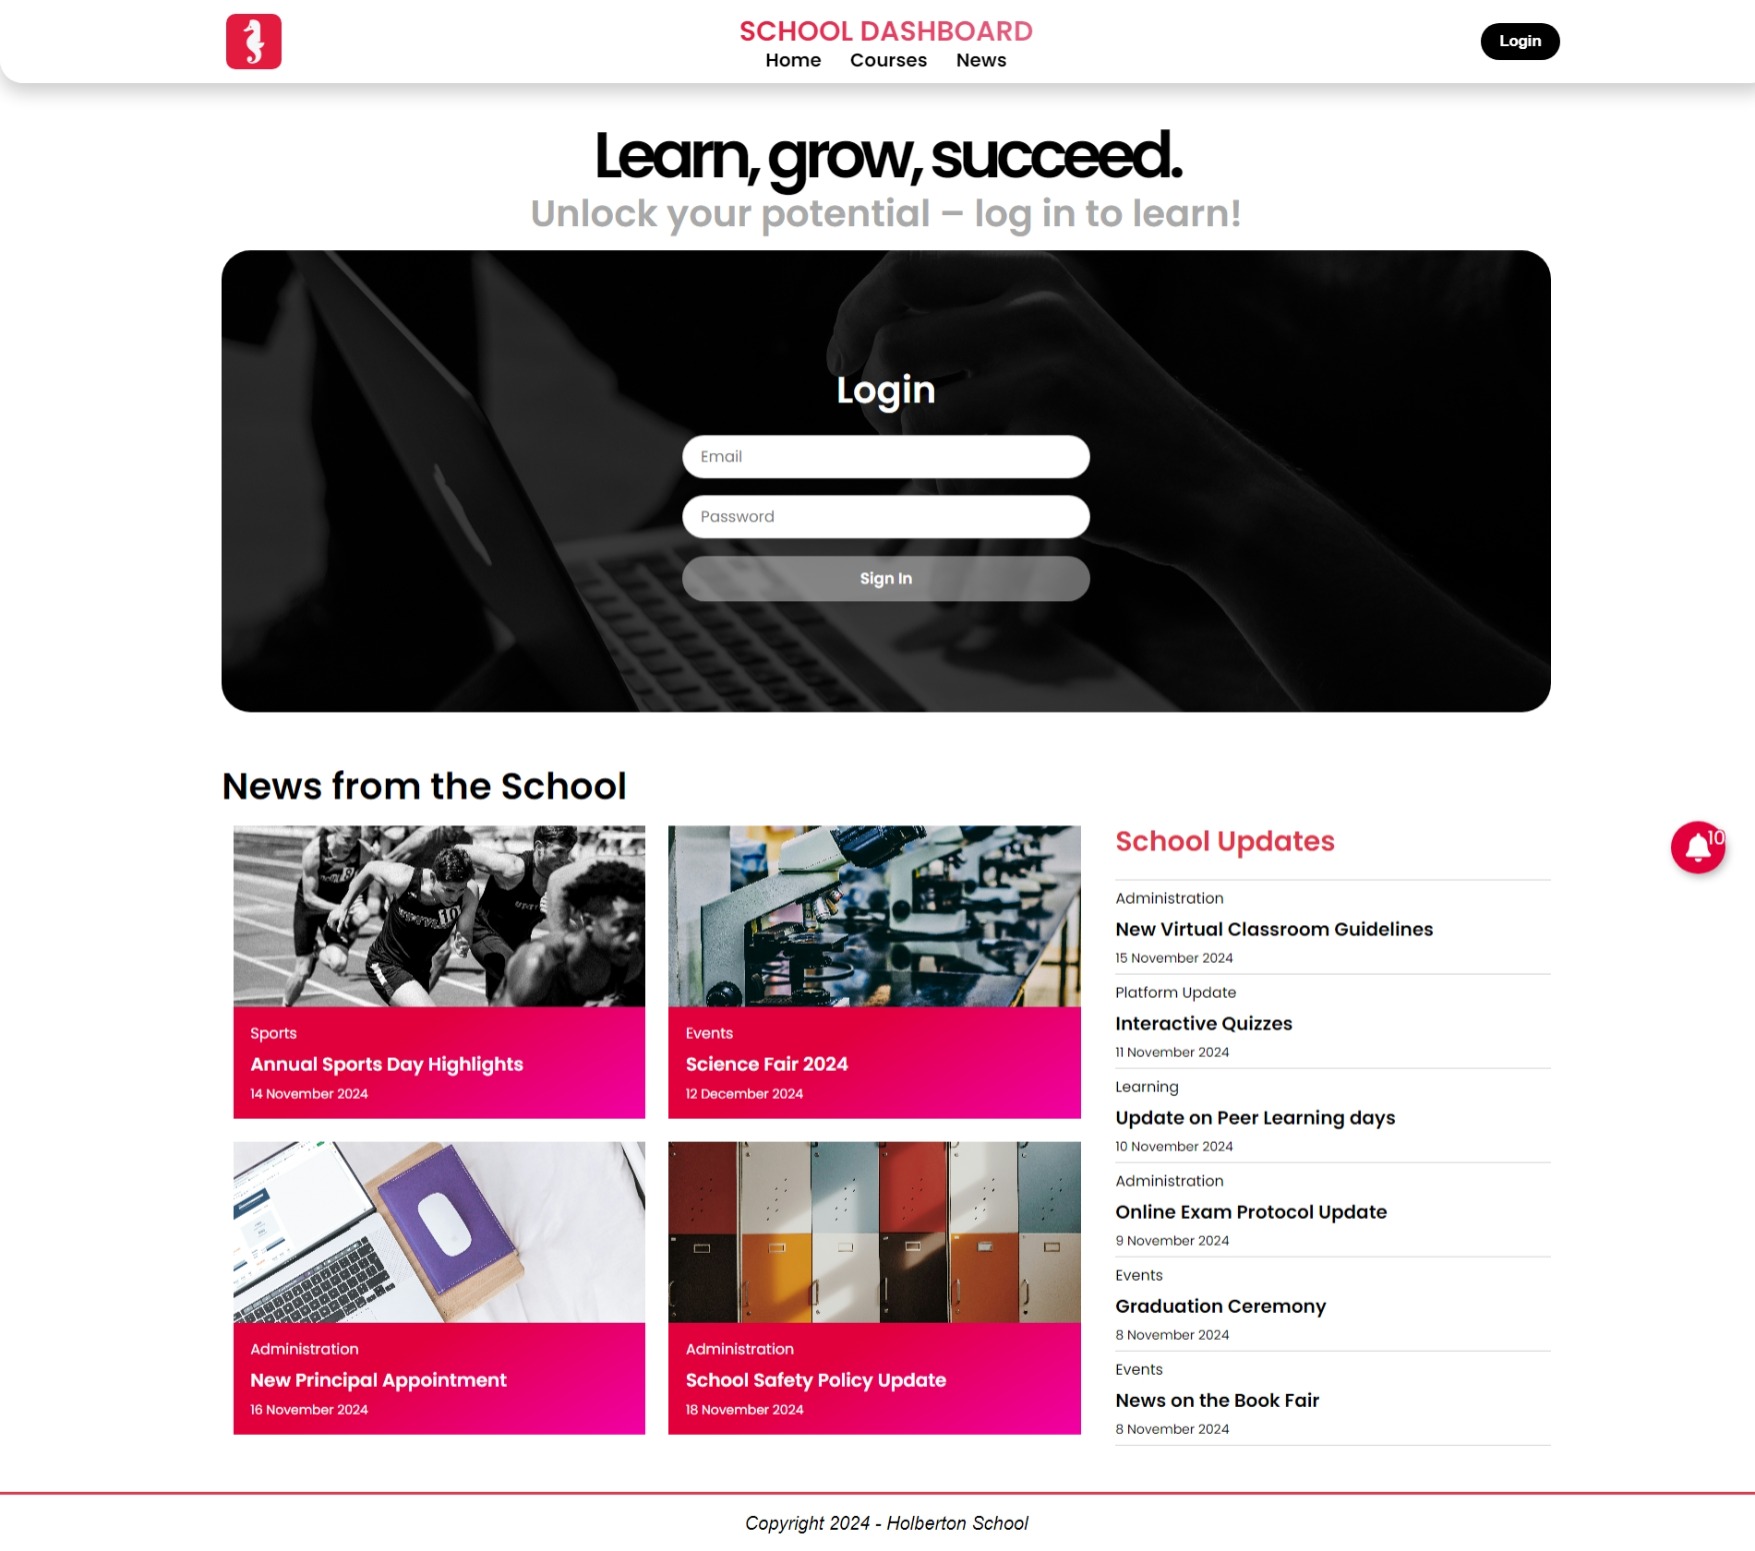 SCHOOL DASHBOARD
Home Courses News
Login
Learn, grow, succeed.
Unlock your potential – log in to learn!
Login
Email
Password
Sign In
News from the School
Sports
Annual Sports Day Highlights
14 November 2024
Events
Science Fair 2024
12 December 2024
Administration
New Principal Appointment
16 November 2024
Administration
School Safety Policy Update
18 November 2024
School Updates
Administration
New Virtual Classroom Guidelines
15 November 2024
Platform Update
Interactive Quizzes
11 November 2024
Learning
Update on Peer Learning days
10 November 2024
Administration
Online Exam Protocol Update
9 November 2024
Events
Graduation Ceremony
8 November 2024
Events
News on the Book Fair
8 November 2024
10
Copyright 2024 - Holberton School